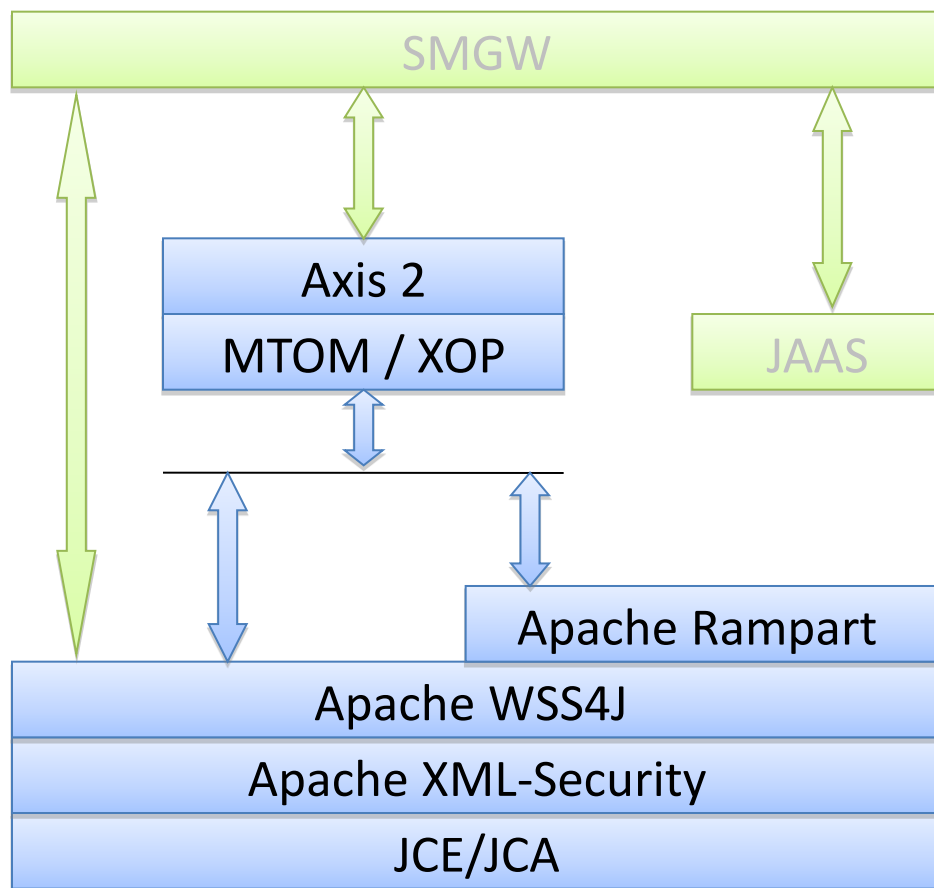 SMGW
Axis 2
MTOM / XOP
JAAS
Apache Rampart
Apache WSS4J
Apache XML-Security
JCE/JCA